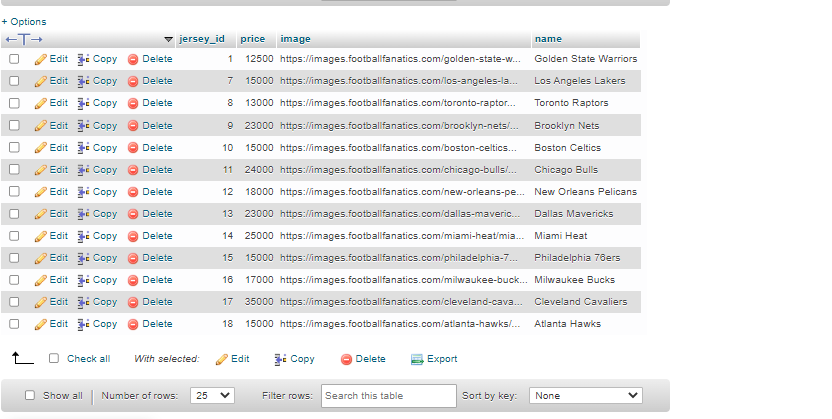 + Options
←T→ jersey_id price image name
Edit Copy Delete 1 12500 https://images.footballfanatics.com/golden-state-w... Golden State Warriors
Edit Copy Delete 7 15000 https://images.footballfanatics.com/los-angeles-la... Los Angeles Lakers
Edit Copy Delete 8 13000 https://images.footballfanatics.com/toronto-raptor... Toronto Raptors
Edit Copy Delete 9 23000 https://images.footballfanatics.com/brooklyn-nets/... Brooklyn Nets
Edit Copy Delete 10 15000 https://images.footballfanatics.com/boston-celtics... Boston Celtics
Edit Copy Delete 11 24000 https://images.footballfanatics.com/chicago-bulls/... Chicago Bulls
Edit Copy Delete 12 18000 https://images.footballfanatics.com/new-orleans-pe... New Orleans Pelicans
Edit Copy Delete 13 23000 https://images.footballfanatics.com/dallas-maveric... Dallas Mavericks
Edit Copy Delete 14 25000 https://images.footballfanatics.com/miami-heat/mia... Miami Heat
Edit Copy Delete 15 15000 https://images.footballfanatics.com/philadelphia-7... Philadelphia 76ers
Edit Copy Delete 16 17000 https://images.footballfanatics.com/milwaukee-buck... Milwaukee Bucks
Edit Copy Delete 17 35000 https://images.footballfanatics.com/cleveland-cava... Cleveland Cavaliers
Edit Copy Delete 18 15000 https://images.footballfanatics.com/atlanta-hawks/... Atlanta Hawks
Check all With selected: Edit Copy Delete Export
Show all Number of rows: 25 Filter rows: Search this table Sort by key: None